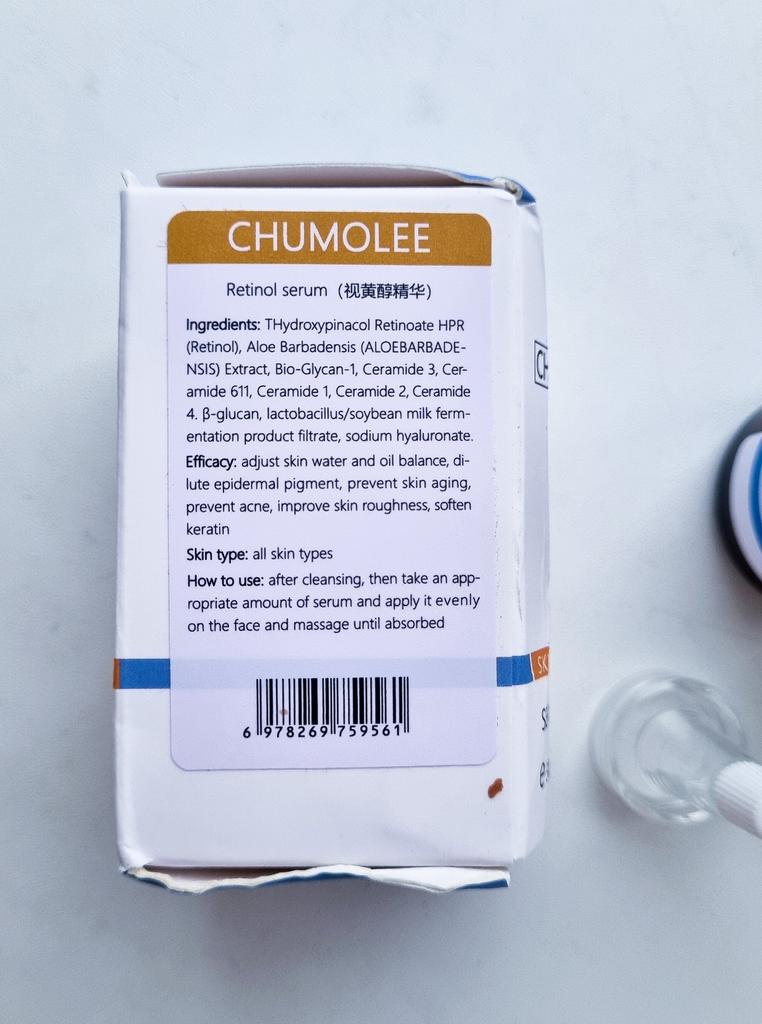 CHUMOLEE
Retinol serum（视黄醇精华）
Ingredients: THydroxypinacol Retinoate HPR
(Retinol), Aloe Barbadensis (ALOEBARBADE-
NSIS) Extract, Bio-Glycan-1, Ceramide 3, Cer-
amide 611, Ceramide 1, Ceramide 2, Ceramide
4. β-glucan, lactobacillus/soybean milk ferm-
entation product filtrate, sodium hyaluronate.
Efficacy: adjust skin water and oil balance, di-
lute epidermal pigment, prevent skin aging,
prevent acne, improve skin roughness, soften
keratin
Skin type: all skin types
How to use: after cleansing, then take an app-
ropriate amount of serum and apply it evenly
on the face and massage until absorbed
6 978269 759561
CH
SK